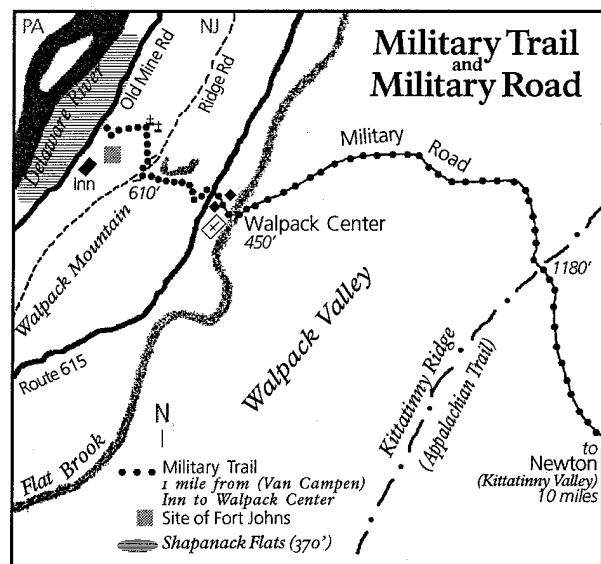 PA
NJ
Military Trail
and
Military Road
Old Mine Rd
Ridge Rd
Delaware River
Inn
610'
Military Road
Walpack Center
450'
Walpack Mountain
1180'
Walpack Valley
Route 615
Kittatinny Ridge
(Appalachian Trail)
Flat Brook
N
Military Trail
1 mile from (Van Campen)
Inn to Walpack Center
Site of Fort Johns
Shapanack Flats (370')
to
Newton
(Kittatinny Valley)
10 miles